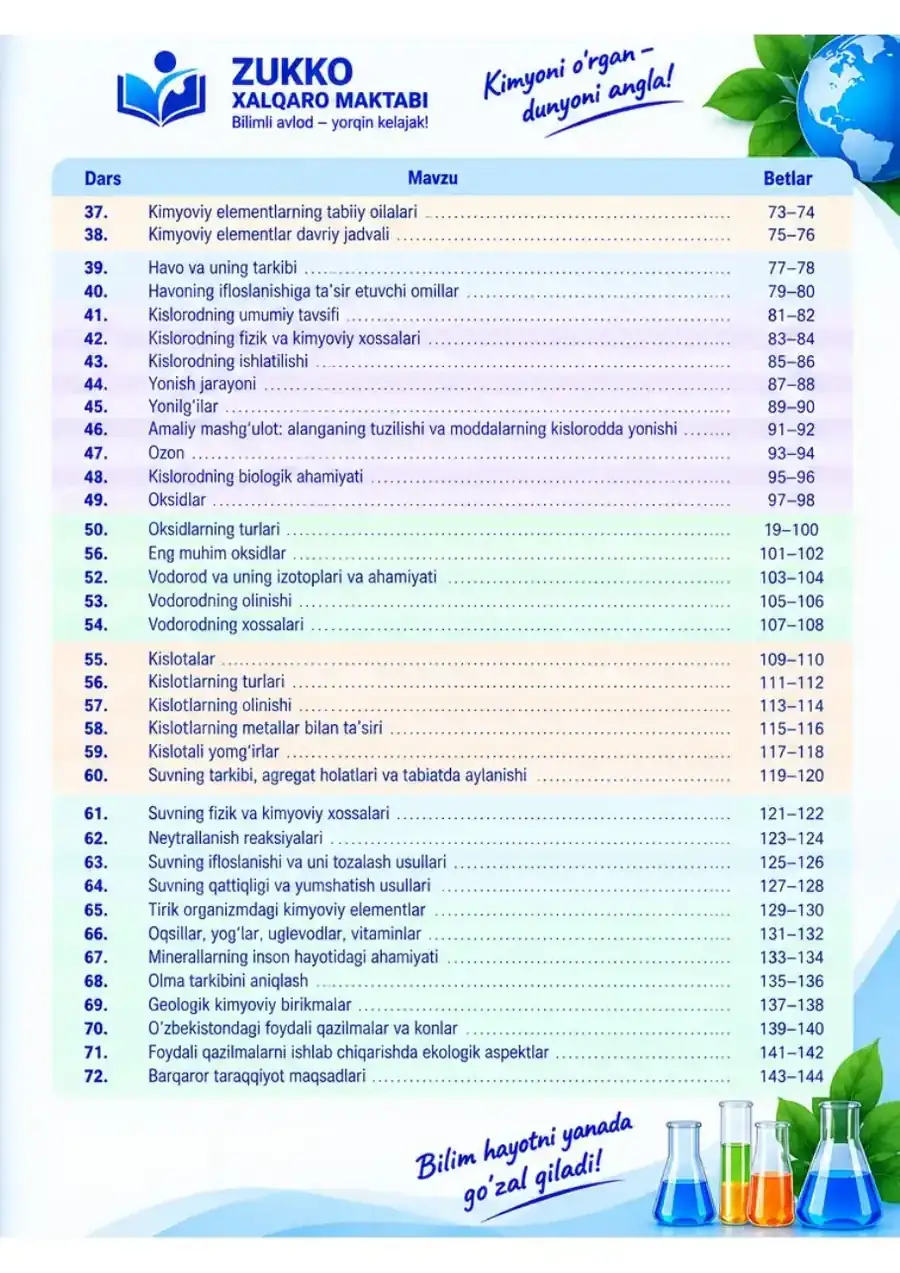 ZUKKO
XALQARO MAKTABI
Bilimli avlod – yorqin kelajak!
Kimyoni o'rgan –
dunyoni angla!
Dars Mavzu Betlar
37. Kimyoviy elementlarning tabiiy oilalari 73–74
38. Kimyoviy elementlar davriy jadvali 75–76
39. Havo va uning tarkibi 77–78
40. Havoning ifloslanishiga ta'sir etuvchi omillar 79–80
41. Kislorodning umumiy tavsifi 81–82
42. Kislorodning fizik va kimyoviy xossalari 83–84
43. Kislorodning ishlatilishi 85–86
44. Yonish jarayoni 87–88
45. Yonilg'ilar 89–90
46. Amaliy mashg'ulot: alanganing tuzilishi va moddalarning kislorodda yonishi 91–92
47. Ozon 93–94
48. Kislorodning biologik ahamiyati 95–96
49. Oksidlar 97–98
50. Oksidlarning turlari 19–100
56. Eng muhim oksidlar 101–102
52. Vodorod va uning izotoplari va ahamiyati 103–104
53. Vodorodning olinishi 105–106
54. Vodorodning xossalari 107–108
55. Kislotalar 109–110
56. Kislotlarning turlari 111–112
57. Kislotlarning olinishi 113–114
58. Kislotlarning metallar bilan ta'siri 115–116
59. Kislotali yomg'irlar 117–118
60. Suvning tarkibi, agregat holatlari va tabiatda aylanishi 119–120
61. Suvning fizik va kimyoviy xossalari 121–122
62. Neytrallanish reaksiyalari 123–124
63. Suvning ifloslanishi va uni tozalash usullari 125–126
64. Suvning qattiqligi va yumshatish usullari 127–128
65. Tirik organizmdagi kimyoviy elementlar 129–130
66. Oqsillar, yog'lar, uglevodlar, vitaminlar 131–132
67. Minerallarning inson hayotidagi ahamiyati 133–134
68. Olma tarkibini aniqlash 135–136
69. Geologik kimyoviy birikmalar 137–138
70. O'zbekistondagi foydali qazilmalar va konlar 139–140
71. Foydali qazilmalarni ishlab chiqarishda ekologik aspektlar 141–142
72. Barqaror taraqqiyot maqsadlari 143–144
Bilim hayotni yanada
go'zal giladi!